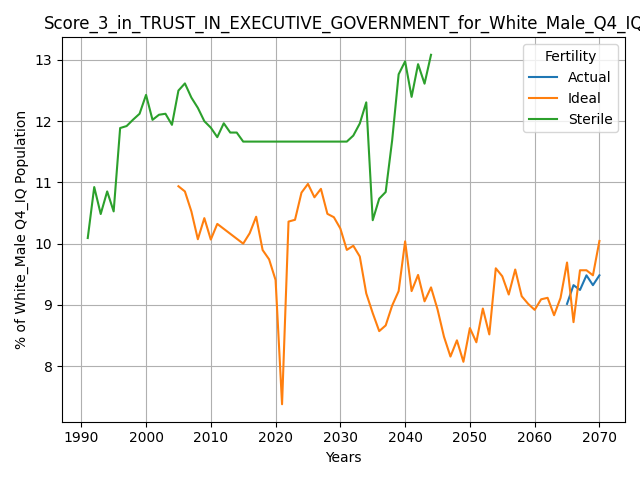 Score_3_in_TRUST_IN_EXECUTIVE_GOVERNMENT_for_White_Male_Q4_IQ
Fertility
Actual
Ideal
Sterile
% of White_Male Q4_IQ Population
13
12
11
10
9
8
1990 2000 2010 2020 2030 2040 2050 2060 2070
Years